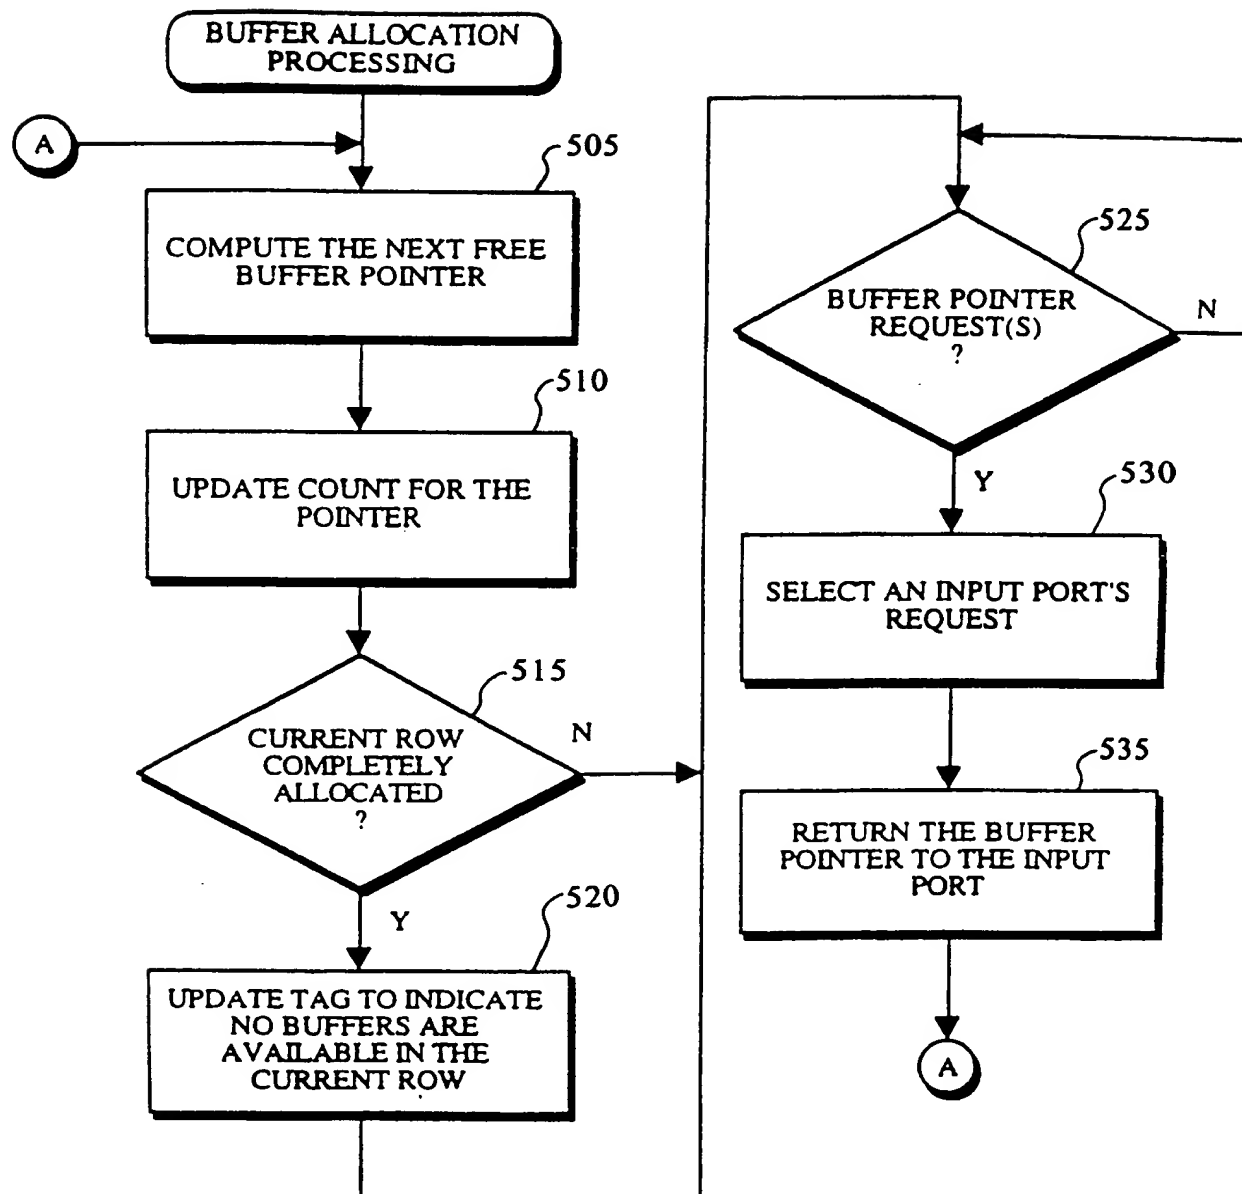 BUFFER ALLOCATION
PROCESSING
A
505
COMPUTE THE NEXT FREE
BUFFER POINTER
510
UPDATE COUNT FOR THE
POINTER
515
CURRENT ROW
COMPLETELY
ALLOCATED
?
N
Y
520
UPDATE TAG TO INDICATE
NO BUFFERS ARE
AVAILABLE IN THE
CURRENT ROW
525
BUFFER POINTER
REQUEST(S)
?
N
Y
530
SELECT AN INPUT PORT'S
REQUEST
535
RETURN THE BUFFER
POINTER TO THE INPUT
PORT
A